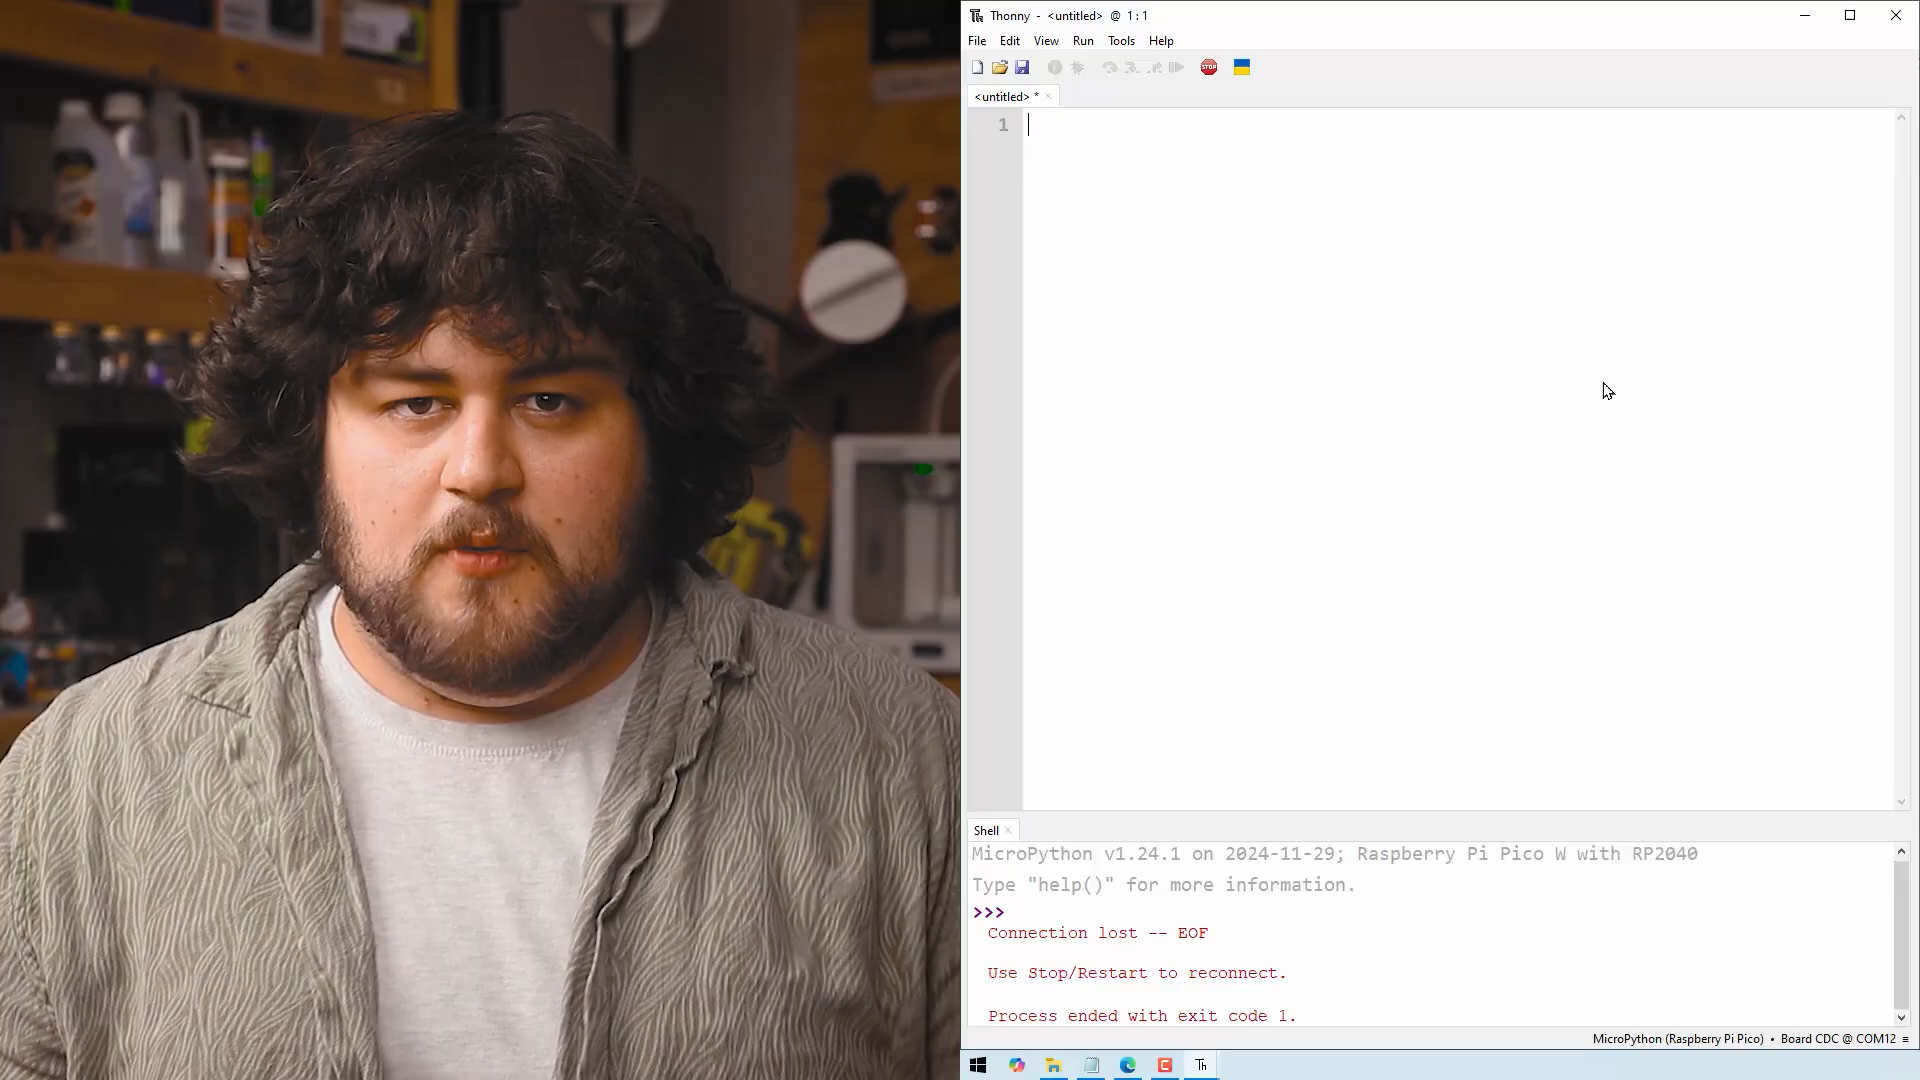 Thonny - <untitled> @ 1:1
File Edit View Run Tools Help
STOP
<untitled> *
1
Shell
MicroPython v1.24.1 on 2024-11-29; Raspberry Pi Pico W with RP2040
Type "help()" for more information.
>>>
Connection lost -- EOF
Use Stop/Restart to reconnect.
Process ended with exit code 1.
MicroPython (Raspberry Pi Pico) • Board CDC @ COM12 ≡
Th